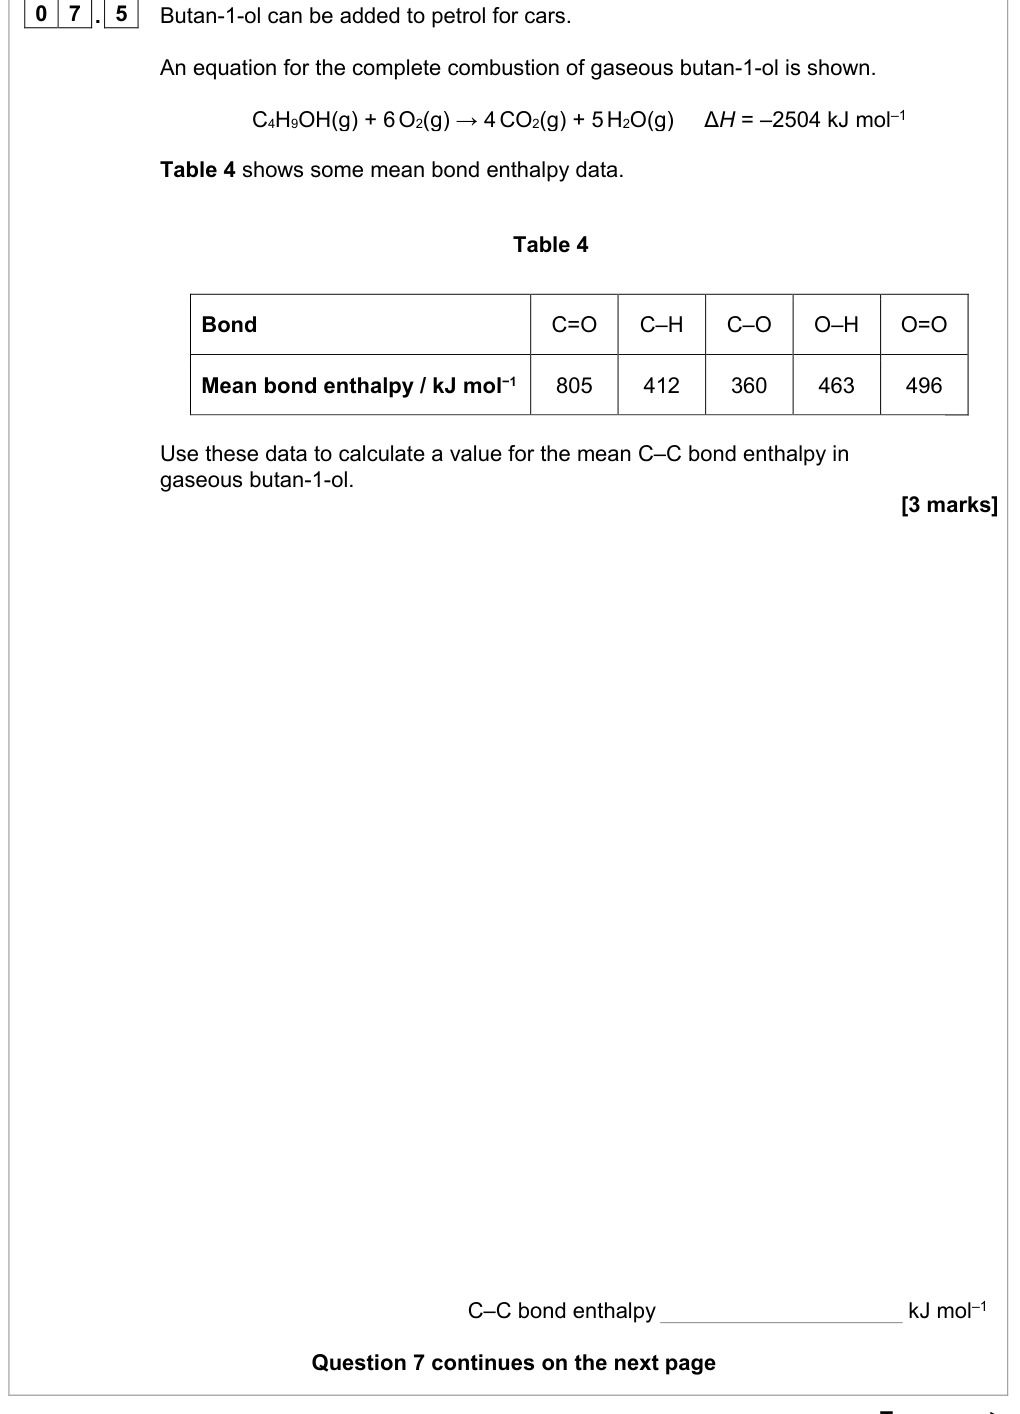 0 7 . 5 Butan-1-ol can be added to petrol for cars.
An equation for the complete combustion of gaseous butan-1-ol is shown.
C₄H₉OH(g) + 6 O₂(g) → 4 CO₂(g) + 5 H₂O(g) ΔH = –2504 kJ mol⁻¹
Table 4 shows some mean bond enthalpy data.
Table 4
Bond C=O C–H C–O O–H O=O
Mean bond enthalpy / kJ mol⁻¹ 805 412 360 463 496
Use these data to calculate a value for the mean C–C bond enthalpy in
gaseous butan-1-ol.
[3 marks]
C–C bond enthalpy kJ mol⁻¹
Question 7 continues on the next page